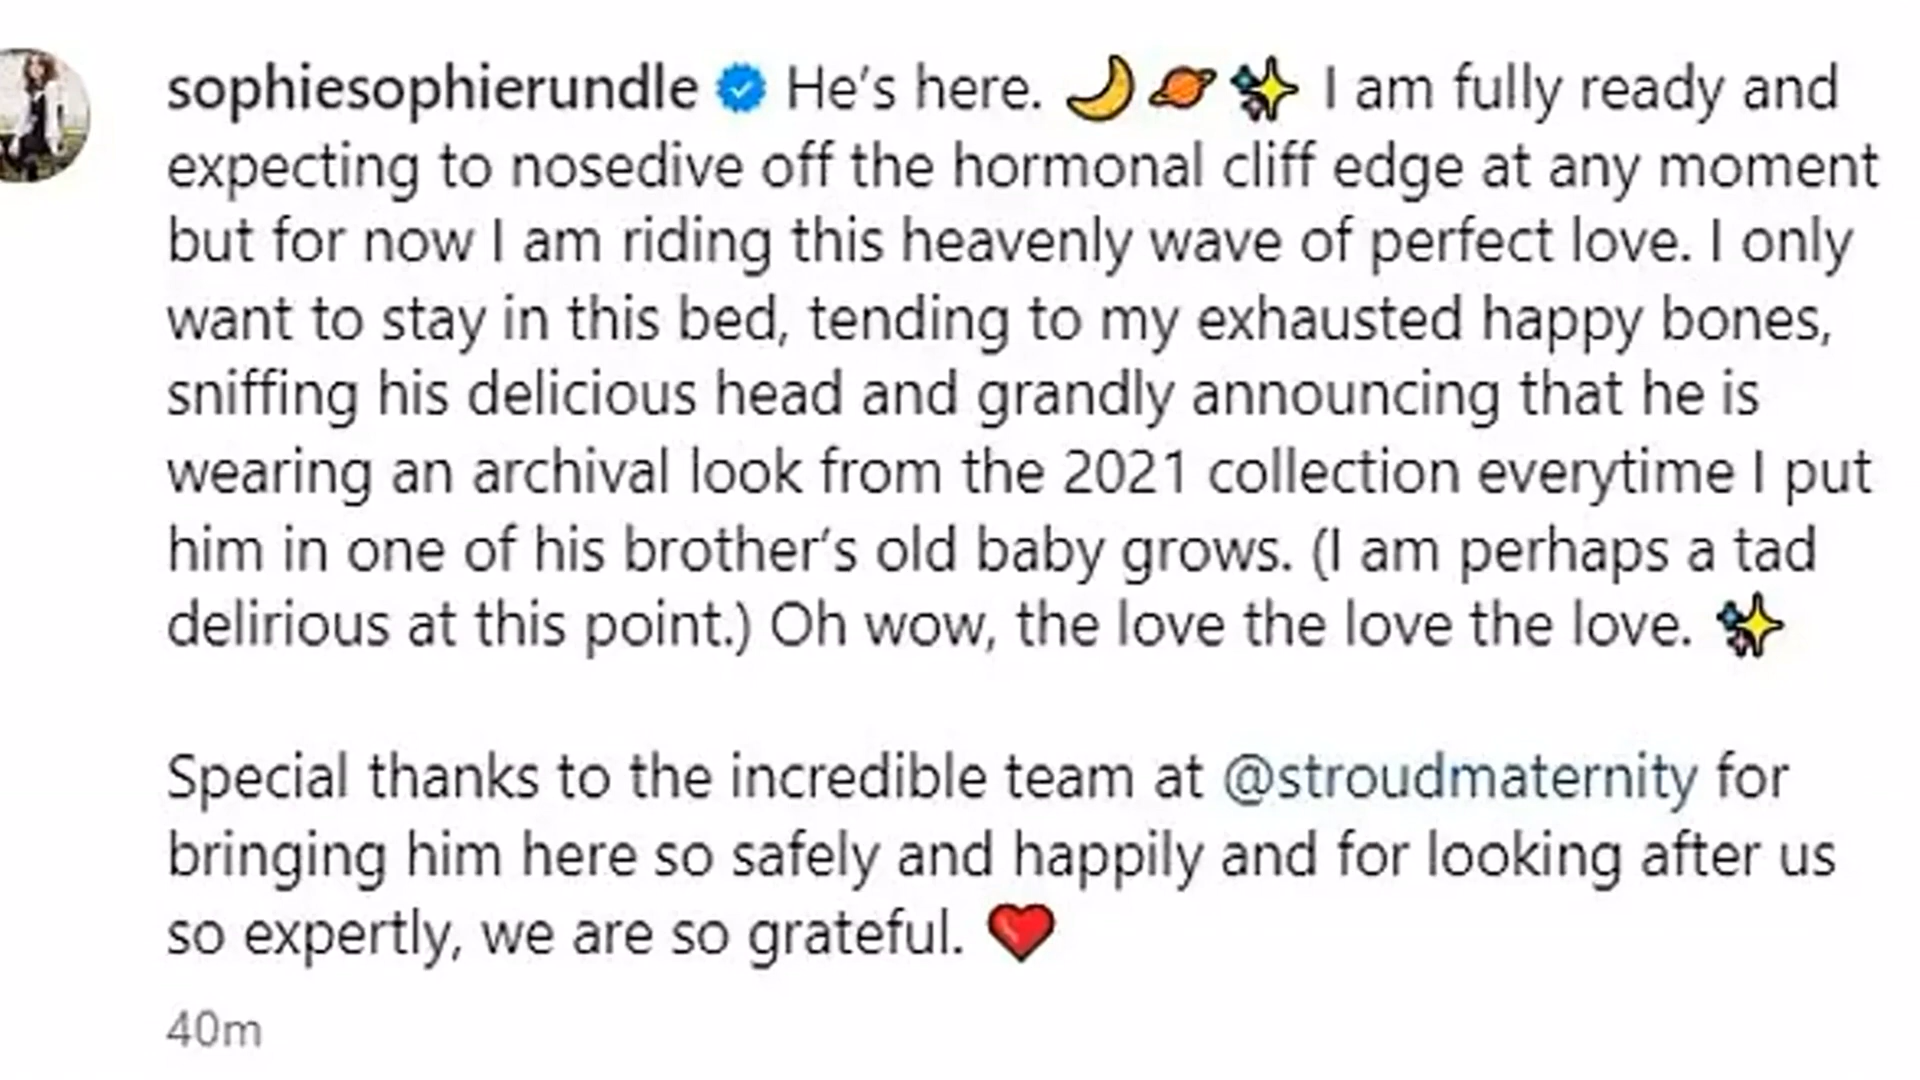 sophiesophierundle He's here. 🌙🪐✨ I am fully ready and
expecting to nosedive off the hormonal cliff edge at any moment
but for now I am riding this heavenly wave of perfect love. I only
want to stay in this bed, tending to my exhausted happy bones,
sniffing his delicious head and grandly announcing that he is
wearing an archival look from the 2021 collection everytime I put
him in one of his brother's old baby grows. (I am perhaps a tad
delirious at this point.) Oh wow, the love the love the love. ✨
Special thanks to the incredible team at @stroudmaternity for
bringing him here so safely and happily and for looking after us
so expertly, we are so grateful. ❤️
40m